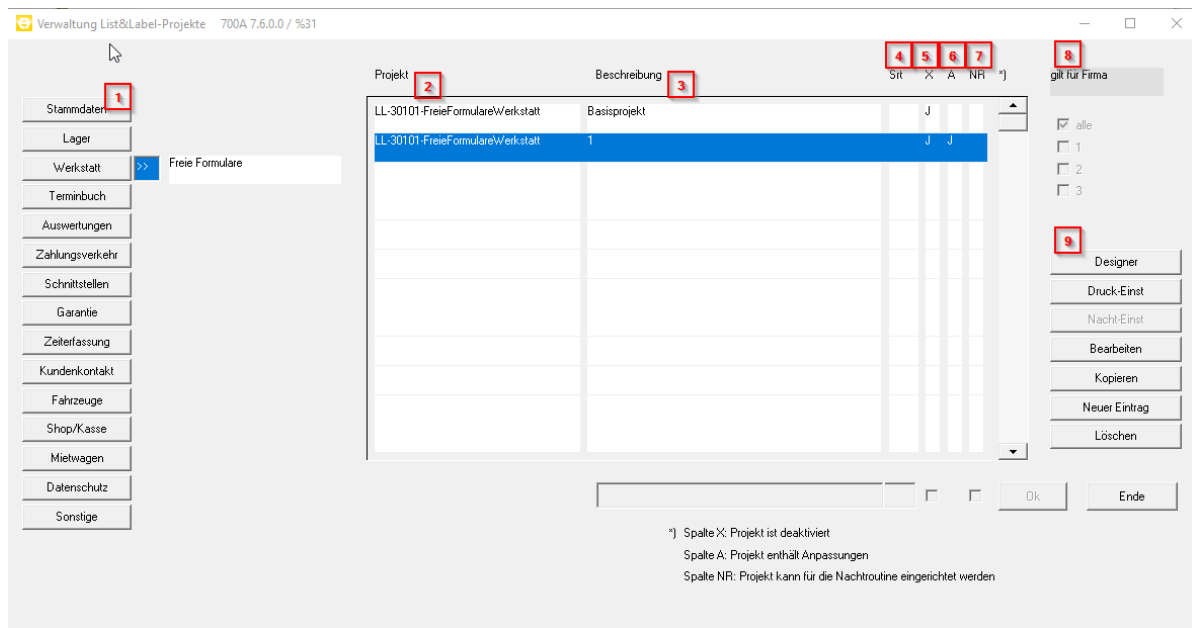 Verwaltung List&Label-Projekte 700A 7.6.0.0 / %31
4 5 6 7 8
Projekt 2 Beschreibung 3 Srt X A NR *) gilt für Firma
1
Stammdaten
Lager
Werkstatt >> Freie Formulare
Terminbuch
Auswertungen
Zahlungsverkehr
Schnittstellen
Garantie
Zeiterfassung
Kundenkontakt
Fahrzeuge
Shop/Kasse
Mietwagen
Datenschutz
Sonstige
LL-30101-FreieFormulareWerkstatt Basisprojekt J
LL-30101-FreieFormulareWerkstatt 1 J J
alle
1
2
3
9
Designer
Druck-Einst
Nacht-Einst
Bearbeiten
Kopieren
Neuer Eintrag
Löschen
Ok Ende
*) Spalte X: Projekt ist deaktiviert
Spalte A: Projekt enthält Anpassungen
Spalte NR: Projekt kann für die Nachtroutine eingerichtet werden